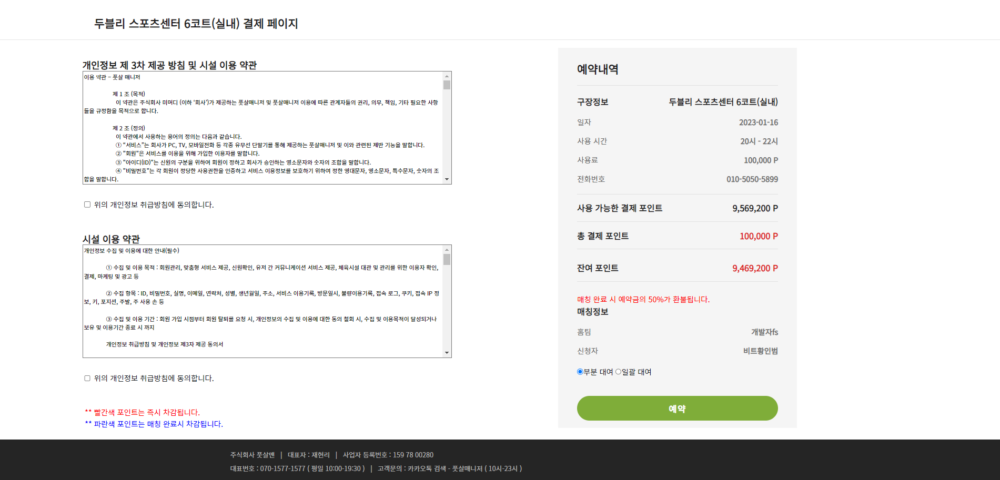 두블리 스포츠센터 6코트(실내) 결제 페이지
개인정보 제 3차 제공 방침 및 시설 이용 약관
이용 약관 – 풋살 매니저
제 1 조 (목적)
이 약관은 주식회사 미머디 (이하 ‘회사’)가 제공하는 풋살매니저 및 풋살매니저 이용에 따른 관계자들의 권리, 의무, 책임, 기타 필요한 사항
들을 규정함을 목적으로 합니다.
제 2 조 (정의)
이 약관에서 사용하는 용어의 정의는 다음과 같습니다.
① “서비스”는 회사가 PC, TV, 모바일전화 등 각종 유무선 단말기를 통해 제공하는 풋살매니저 및 이와 관련된 제반 기능을 말합니다.
② "회원"은 서비스를 이용을 위해 가입한 이용자를 말합니다.
③ "아이디(ID)"는 신원의 구분을 위하여 회원이 정하고 회사가 승인하는 영소문자와 숫자의 조합을 말합니다.
④ "비밀번호”는 각 회원이 정당한 사용권한을 인증하고 서비스 이용정보를 보호하기 위하여 정한 영대문자, 영소문자, 특수문자, 숫자의 조
합을 말합니다.
위의 개인정보 취급방침에 동의합니다.
시설 이용 약관
개인정보 수집 및 이용에 대한 안내(필수)
① 수집 및 이용 목적 : 회원관리, 맞춤형 서비스 제공, 신원확인, 유저 간 커뮤니케이션 서비스 제공, 체육시설 대관 및 관리를 위한 이용자 확인,
결제, 마케팅 및 광고 등
② 수집 항목 : ID, 비밀번호, 실명, 이메일, 연락처, 성별, 생년월일, 주소, 서비스 이용기록, 방문일시, 불량이용기록, 접속 로그, 쿠키, 접속 IP 정
보, 키, 포지션, 주발, 주 사용 손 등
③ 수집 및 이용 기간 : 회원 가입 시점부터 회원 탈퇴를 요청 시, 개인정보의 수집 및 이용에 대한 동의 철회 시, 수집 및 이용목적이 달성되거나
보유 및 이용기간 종료 시 까지
개인정보 취급방침 및 개인정보 제3자 제공 동의서
위의 개인정보 취급방침에 동의합니다.
** 빨간색 포인트는 즉시 차감됩니다.
** 파란색 포인트는 매칭 완료시 차감됩니다.
예약내역
구장정보 두블리 스포츠센터 6코트(실내)
일자 2023-01-16
사용 시간 20시 - 22시
사용료 100,000 P
전화번호 010-5050-5899
사용 가능한 결제 포인트 9,569,200 P
총 결제 포인트 100,000 P
잔여 포인트 9,469,200 P
매칭 완료 시 예약금의 50%가 환불됩니다.
매칭정보
홈팀 개발자fs
신청자 비트황인범
부분 대여 일괄 대여
예약
주식회사 풋살맨 | 대표자 : 재현리 | 사업자 등록번호 : 159 78 00280
대표번호 : 070-1577-1577 ( 평일 10:00-19:30 ) | 고객문의 : 카카오톡 검색 - 풋살매니저 ( 10시-23시 )